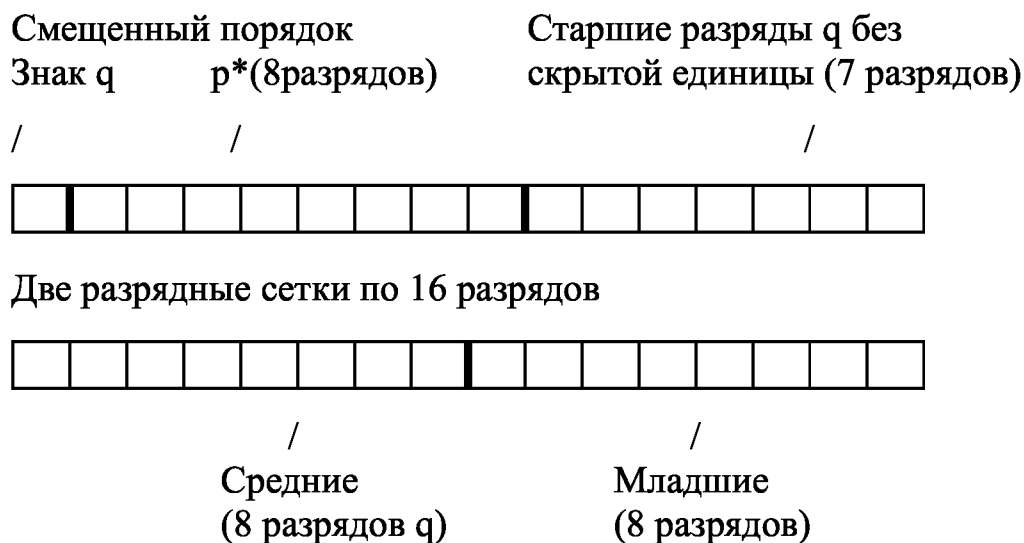 Смещенный порядок
Знак q p*(8разрядов)
Старшие разряды q без
скрытой единицы (7 разрядов)
/ / /
Две разрядные сетки по 16 разрядов
/ /
Средние
(8 разрядов q)
Младшие
(8 разрядов)